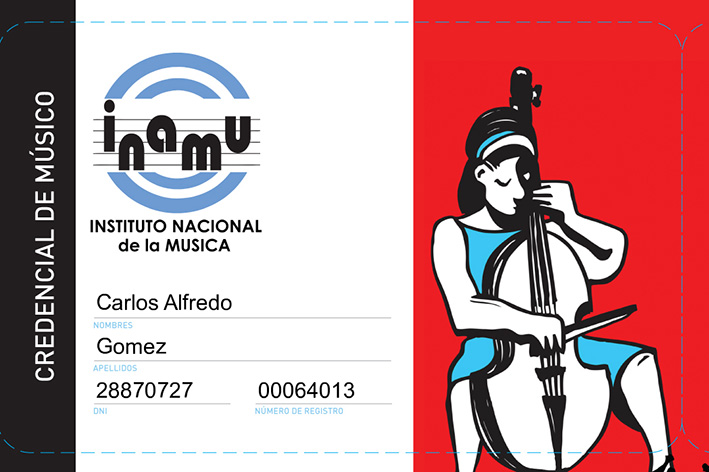 CREDENCIAL DE MÚSICO
inamu
INSTITUTO NACIONAL
de la MUSICA
Carlos Alfredo
NOMBRES
Gomez
APELLIDOS
28870727 00064013
DNI NÚMERO DE REGISTRO